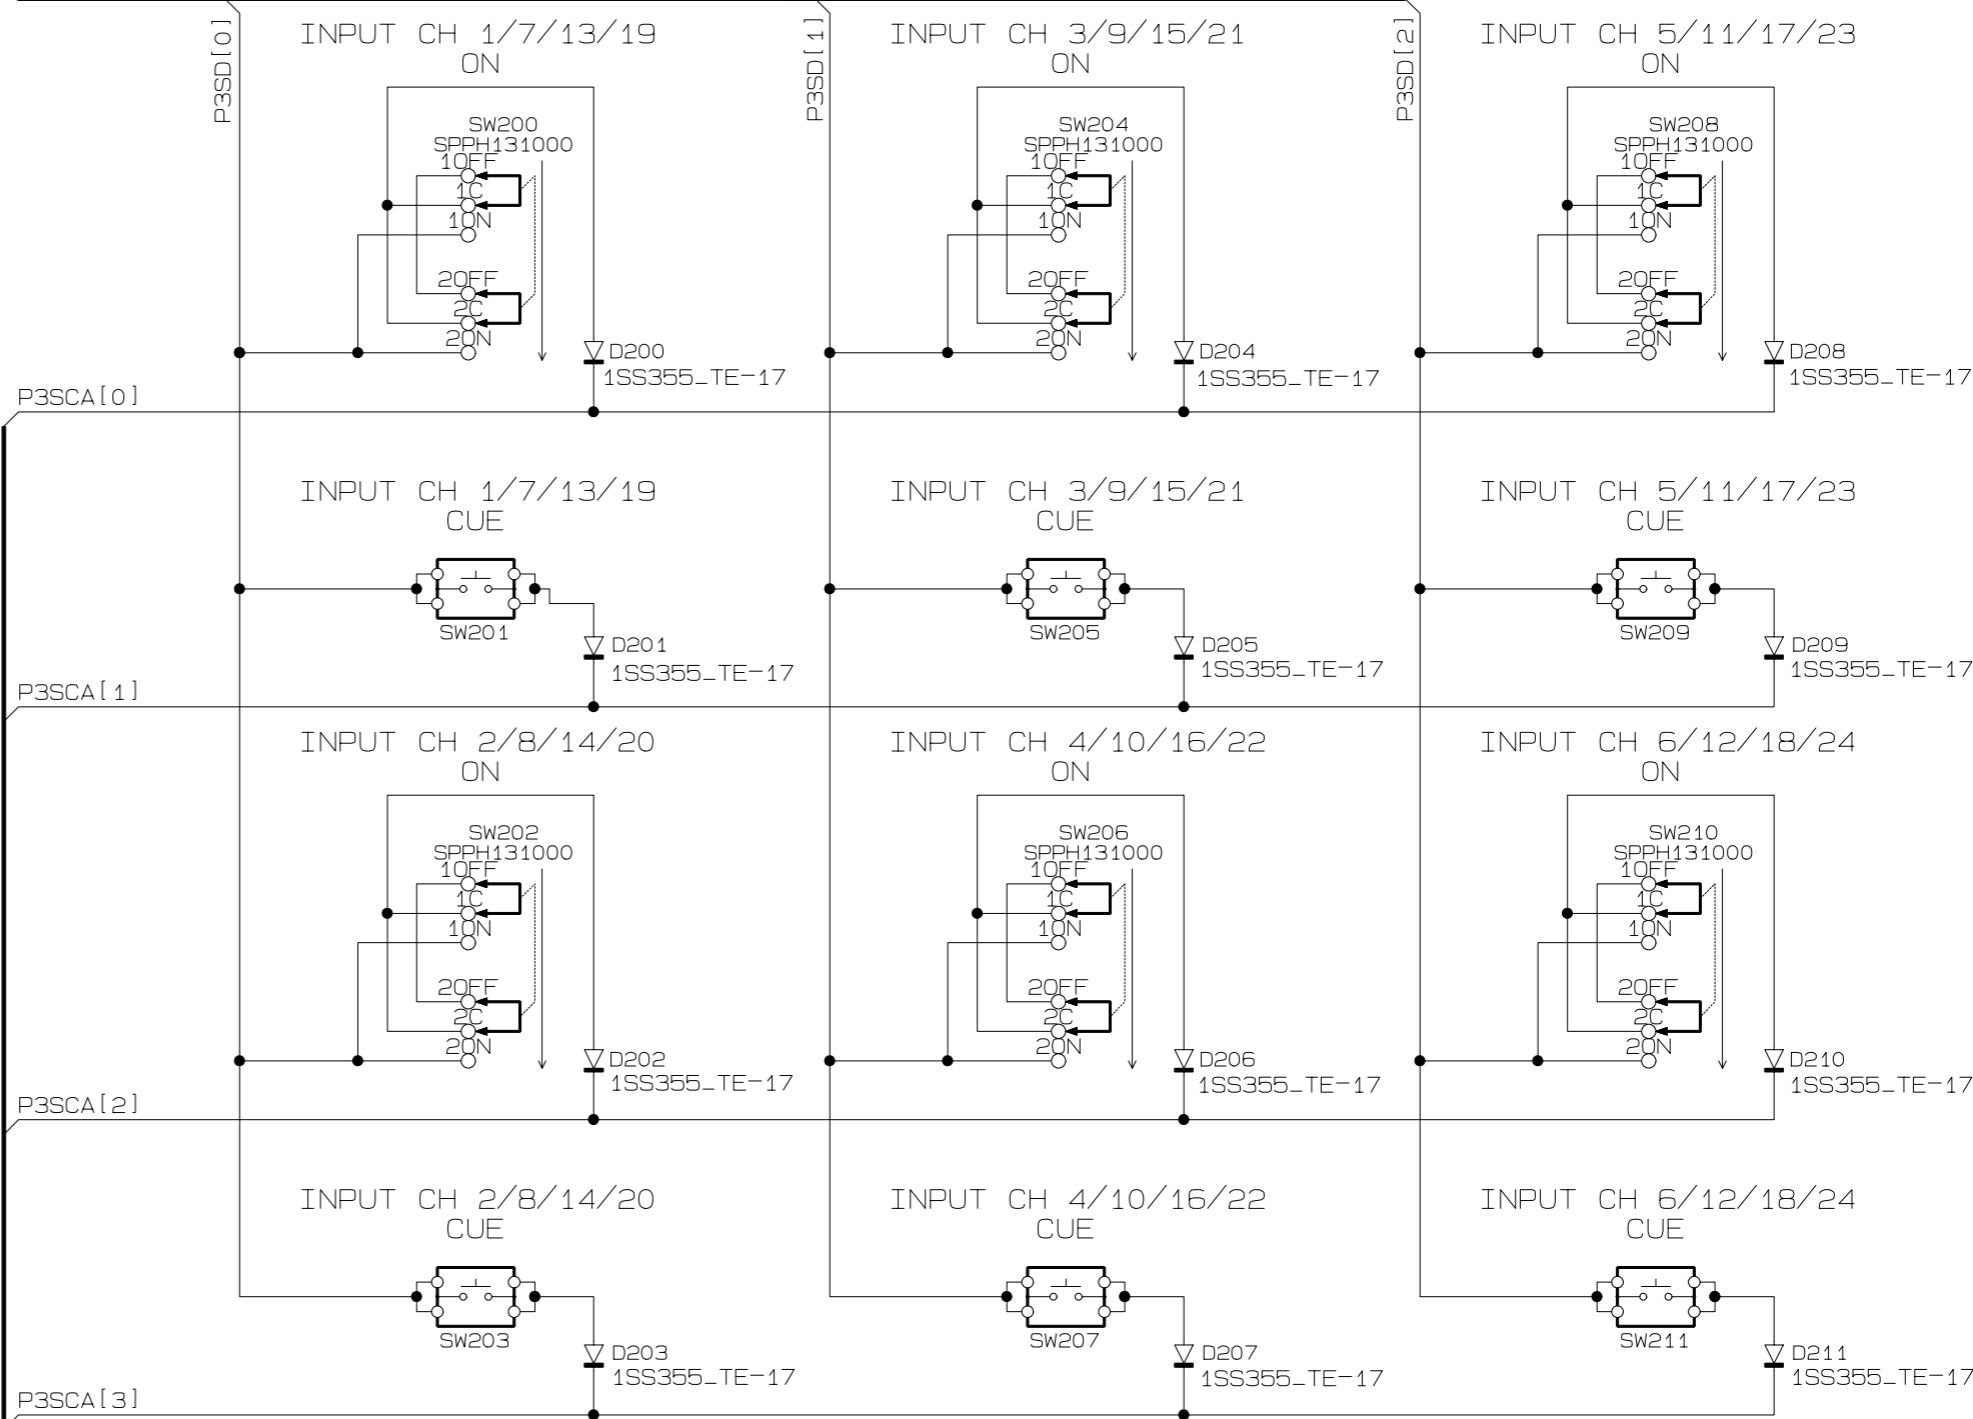 P3SD[0]
INPUT CH 1/7/13/19
ON
P3SD[1]
INPUT CH 3/9/15/21
ON
P3SD[2]
INPUT CH 5/11/17/23
ON
SW200
SPPH131000
1OFF
1C
1ON
2OFF
2C
2ON
D200
1SS355_TE-17
SW204
SPPH131000
1OFF
1C
1ON
2OFF
2C
2ON
D204
1SS355_TE-17
SW208
SPPH131000
1OFF
1C
1ON
2OFF
2C
2ON
D208
1SS355_TE-17
P3SCA[0]
INPUT CH 1/7/13/19
CUE
SW201
D201
1SS355_TE-17
INPUT CH 3/9/15/21
CUE
SW205
D205
1SS355_TE-17
INPUT CH 5/11/17/23
CUE
SW209
D209
1SS355_TE-17
P3SCA[1]
INPUT CH 2/8/14/20
ON
SW202
SPPH131000
1OFF
1C
1ON
2OFF
2C
2ON
D202
1SS355_TE-17
INPUT CH 4/10/16/22
ON
SW206
SPPH131000
1OFF
1C
1ON
2OFF
2C
2ON
D206
1SS355_TE-17
INPUT CH 6/12/18/24
ON
SW210
SPPH131000
1OFF
1C
1ON
2OFF
2C
2ON
D210
1SS355_TE-17
P3SCA[2]
INPUT CH 2/8/14/20
CUE
SW203
D203
1SS355_TE-17
INPUT CH 4/10/16/22
CUE
SW207
D207
1SS355_TE-17
INPUT CH 6/12/18/24
CUE
SW211
D211
1SS355_TE-17
P3SCA[3]